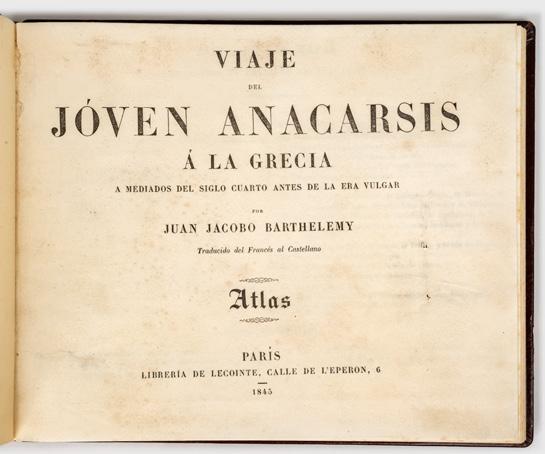 VIAJE
DEL
JÓVEN ANACARSIS
Á LA GRECIA
A MEDIADOS DEL SIGLO CUARTO ANTES DE LA ERA VULGAR
POR
JUAN JACOBO BARTHELEMY
Traducido del Francés al Castellano
Atlas
PARÍS
LIBRERÍA DE LECOINTE, CALLE DE L'EPERON, 6
1845